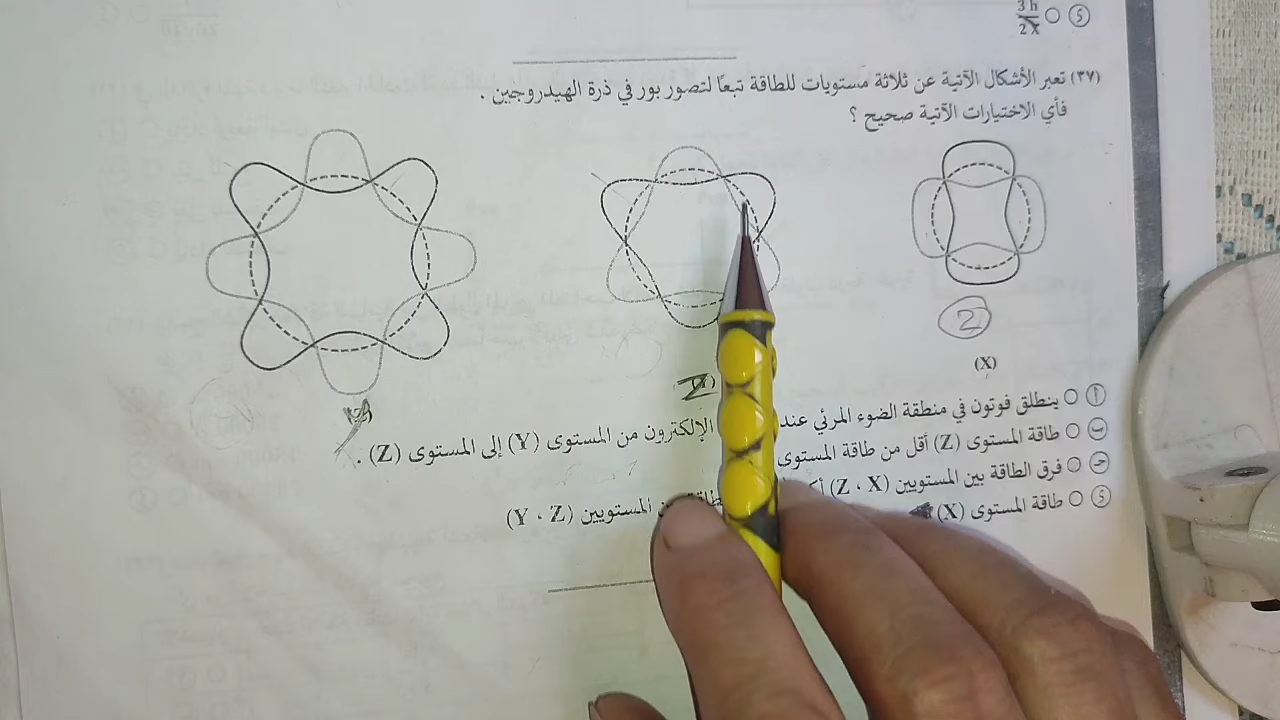 د ○ 3h / 2X
(٣٧) تعبر الأشكال الآتية عن ثلاثة مستويات للطاقة تبعًا لتصور بور في ذرة الهيدروجين .
فأي الاختيارات الآتية صحيح ؟
2
(X)
Z
أ ○ ينطلق فوتون في منطقة الضوء المرئي عند الإلكترون من المستوى (Y) إلى المستوى (Z) .
ب ○ طاقة المستوى (Z) أقل من طاقة المستوى
جـ ○ فرق الطاقة بين المستويين (Z ، X) المستويين (Y ، Z)
د ○ طاقة المستوى (X)